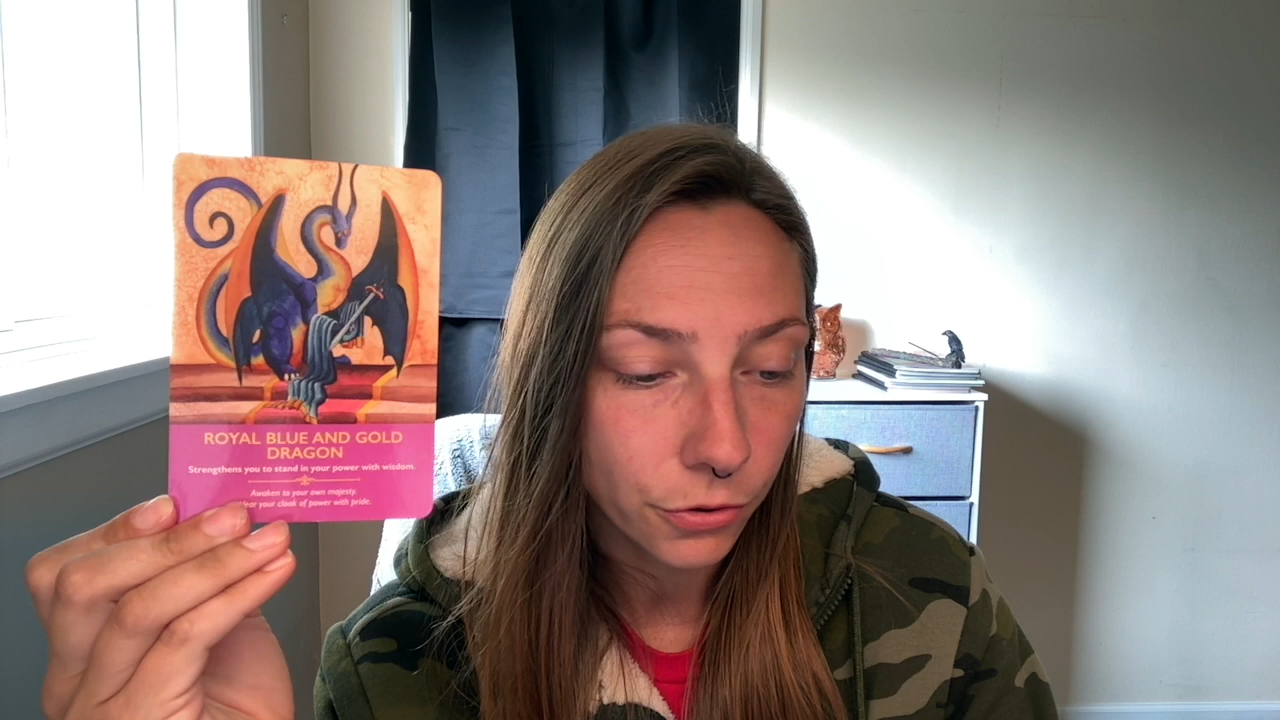 ROYAL BLUE AND GOLD
DRAGON
Strengthens you to stand in your power with wisdom.
Awaken to your own majesty.
your cloak of power with pride.